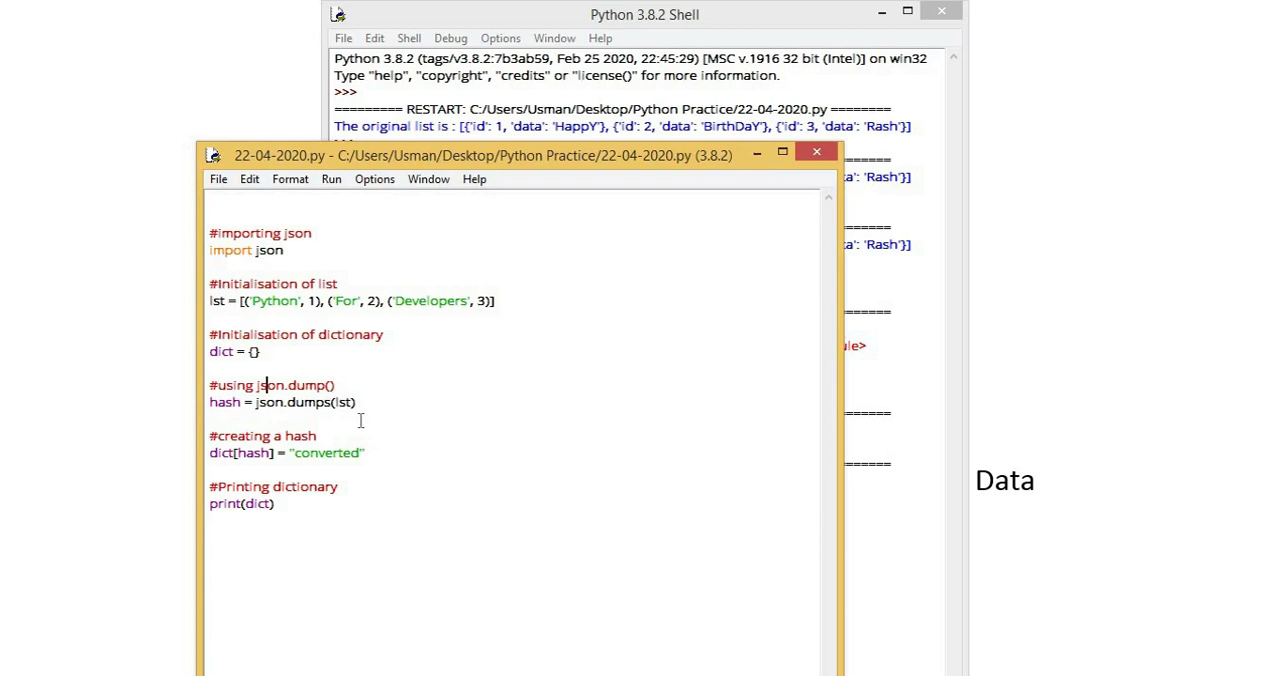 Python 3.8.2 Shell
File Edit Shell Debug Options Window Help
Python 3.8.2 (tags/v3.8.2:7b3ab59, Feb 25 2020, 22:45:29) [MSC v.1916 32 bit (Intel)] on win32
Type "help", "copyright", "credits" or "license()" for more information.
>>>
========= RESTART: C:/Users/Usman/Desktop/Python Practice/22-04-2020.py ========
The original list is : [{'id': 1, 'data': 'HappY'}, {'id': 2, 'data': 'BirthDaY'}, {'id': 3, 'data': 'Rash'}]
22-04-2020.py - C:/Users/Usman/Desktop/Python Practice/22-04-2020.py (3.8.2)
File Edit Format Run Options Window Help
#importing json
import json
#Initialisation of list
lst = [('Python', 1), ('For', 2), ('Developers', 3)]
#Initialisation of dictionary
dict = {}
#using json.dump()
hash = json.dumps(lst)
#creating a hash
dict[hash] = "converted"
#Printing dictionary
print(dict)
======
ta': 'Rash'}]
======
ta': 'Rash'}]
======
ule>
======
======
Data